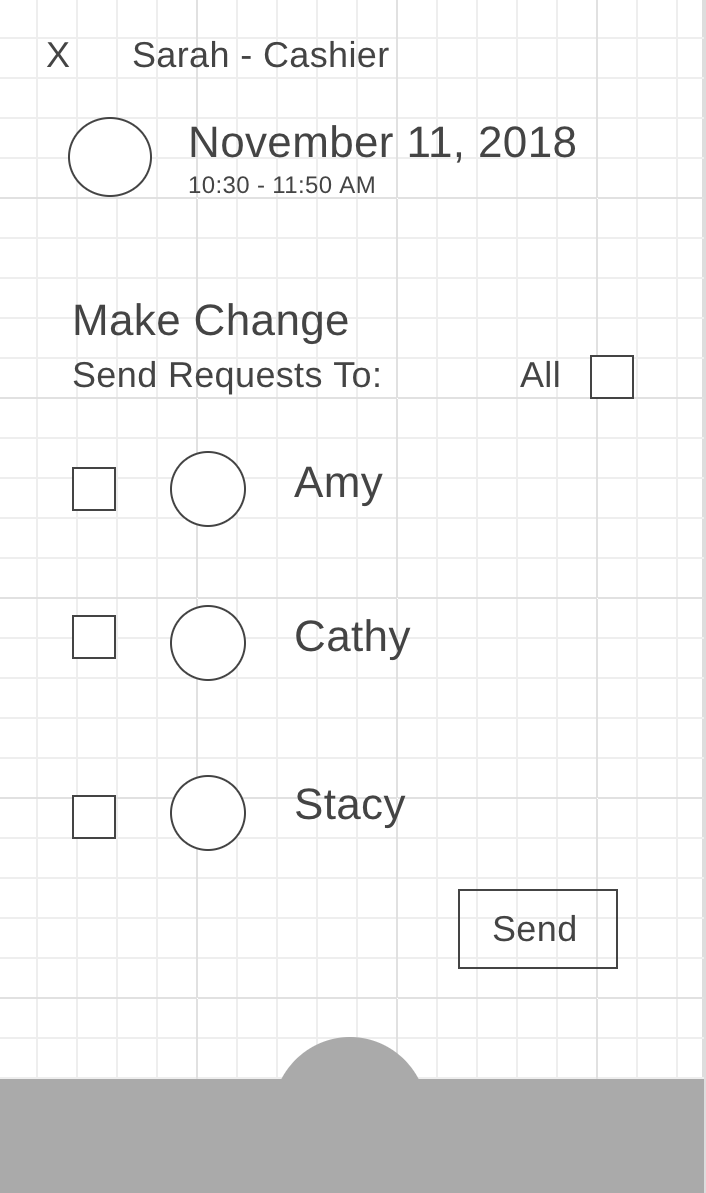 X Sarah - Cashier
November 11, 2018
10:30 - 11:50 AM
Make Change
Send Requests To: All
Amy
Cathy
Stacy
Send